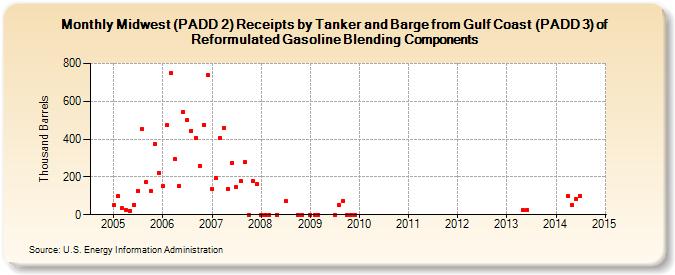 Monthly Midwest (PADD 2) Receipts by Tanker and Barge from Gulf Coast (PADD 3) of
Reformulated Gasoline Blending Components
Thousand Barrels
800
600
400
200
0
2005 2006 2007 2008 2009 2010 2011 2012 2013 2014 2015
Source: U.S. Energy Information Administration